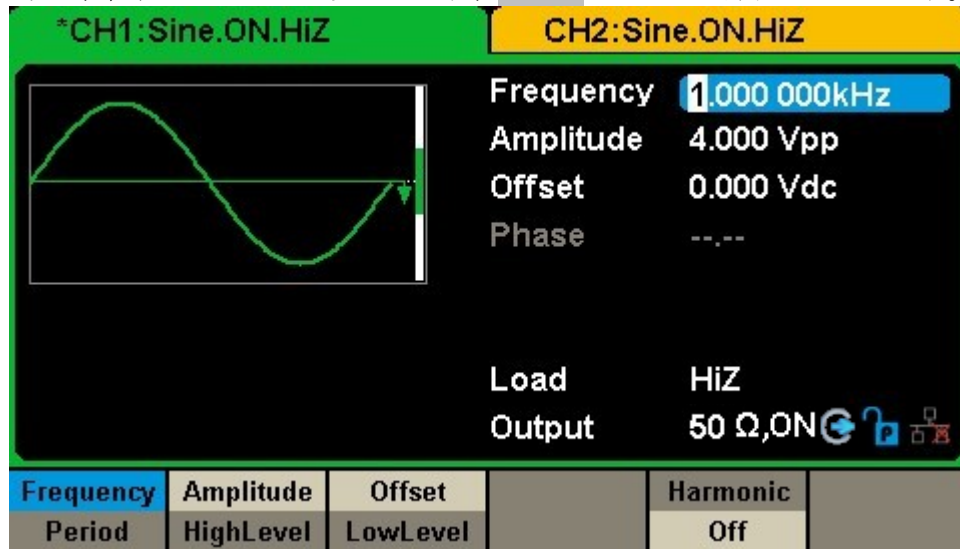 *CH1:Sine.ON.HiZ CH2:Sine.ON.HiZ
Frequency 1.000 000kHz
Amplitude 4.000 Vpp
Offset 0.000 Vdc
Phase --.--
Load HiZ
Output 50 Ω,ON P
Frequency Amplitude Offset Harmonic
Period HighLevel LowLevel Off